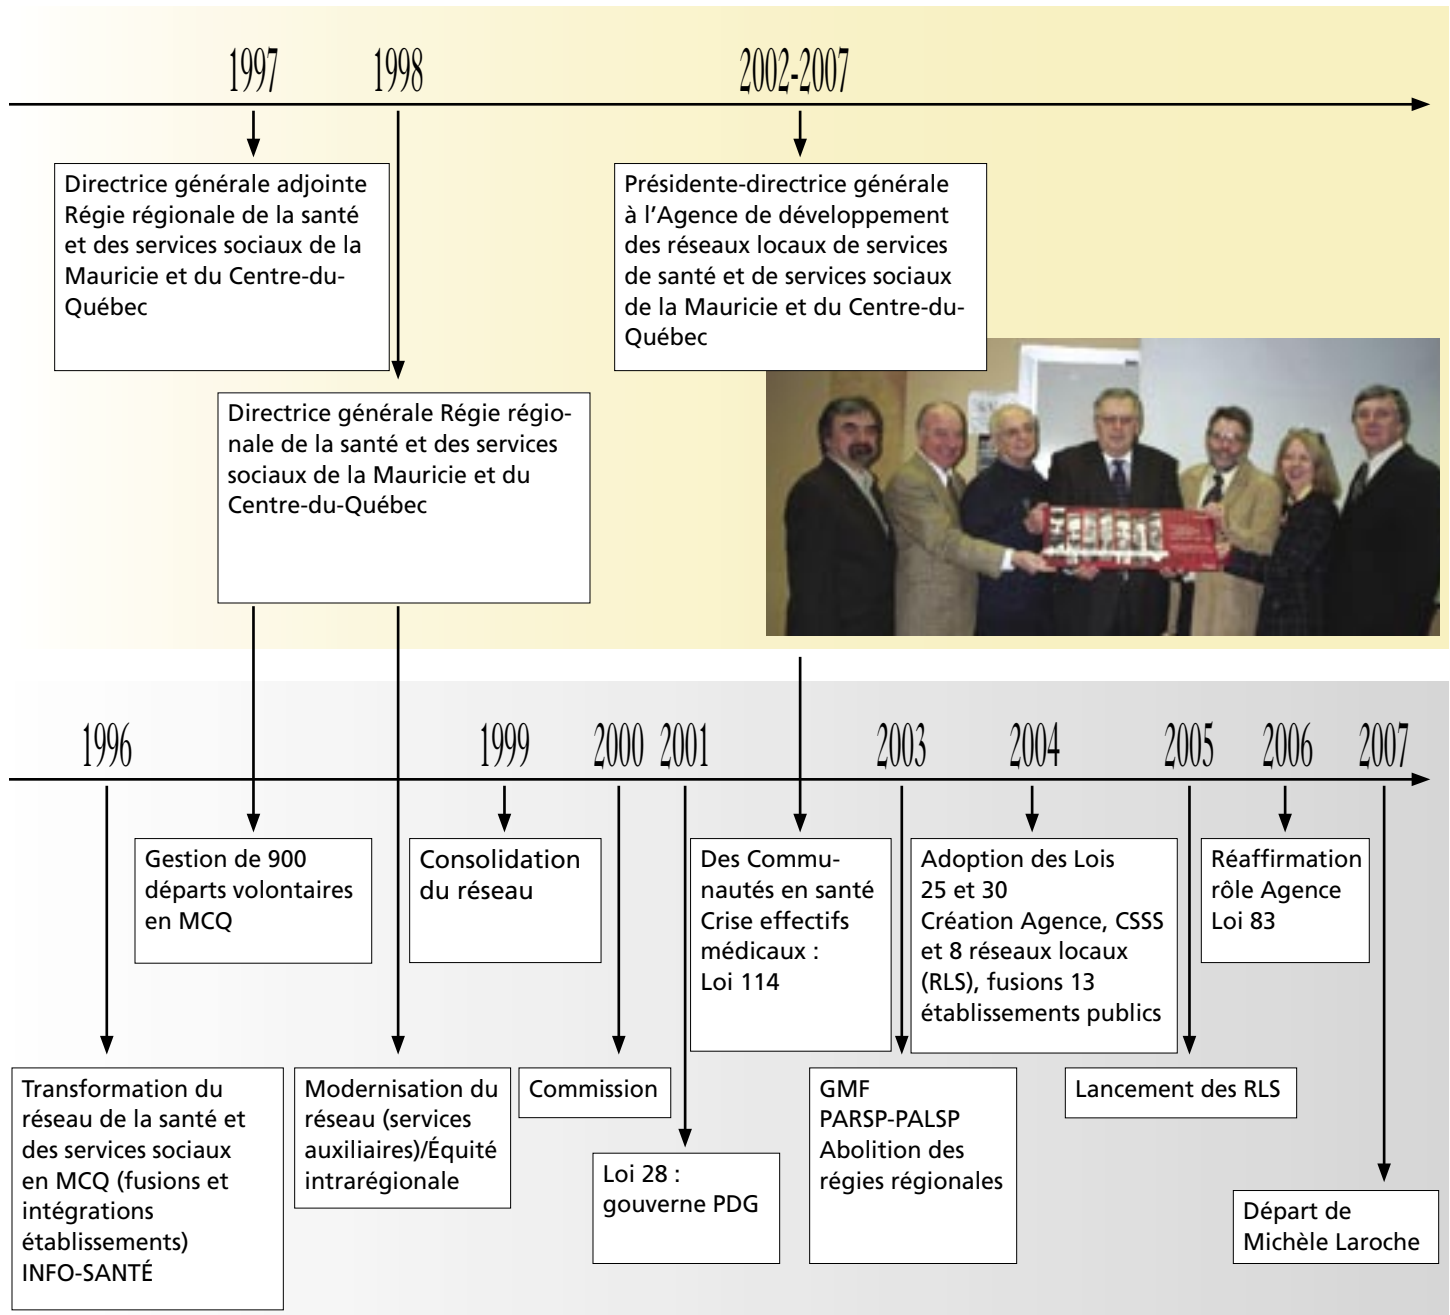 1997
1998
2002-2007
Directrice générale adjointe
Régie régionale de la santé
et des services sociaux de la
Mauricie et du Centre-du-
Québec
Présidente-directrice générale
à l'Agence de développement
des réseaux locaux de services
de santé et de services sociaux
de la Mauricie et du Centre-du-
Québec
Directrice générale Régie régio-
nale de la santé et des services
sociaux de la Mauricie et du
Centre-du-Québec
1996
1999
2000
2001
2003
2004
2005
2006
2007
Gestion de 900
départs volontaires
en MCQ
Consolidation
du réseau
Des Commu-
nautés en santé
Crise effectifs
médicaux :
Loi 114
Adoption des Lois
25 et 30
Création Agence, CSSS
et 8 réseaux locaux
(RLS), fusions 13
établissements publics
Réaffirmation
rôle Agence
Loi 83
Transformation du
réseau de la santé et
des services sociaux
en MCQ (fusions et
intégrations
établissements)
INFO-SANTÉ
Modernisation du
réseau (services
auxiliaires)/Équité
intrarégionale
Commission
Loi 28 :
gouverne PDG
GMF
PARSP-PALSP
Abolition des
régies régionales
Lancement des RLS
Départ de
Michèle Laroche